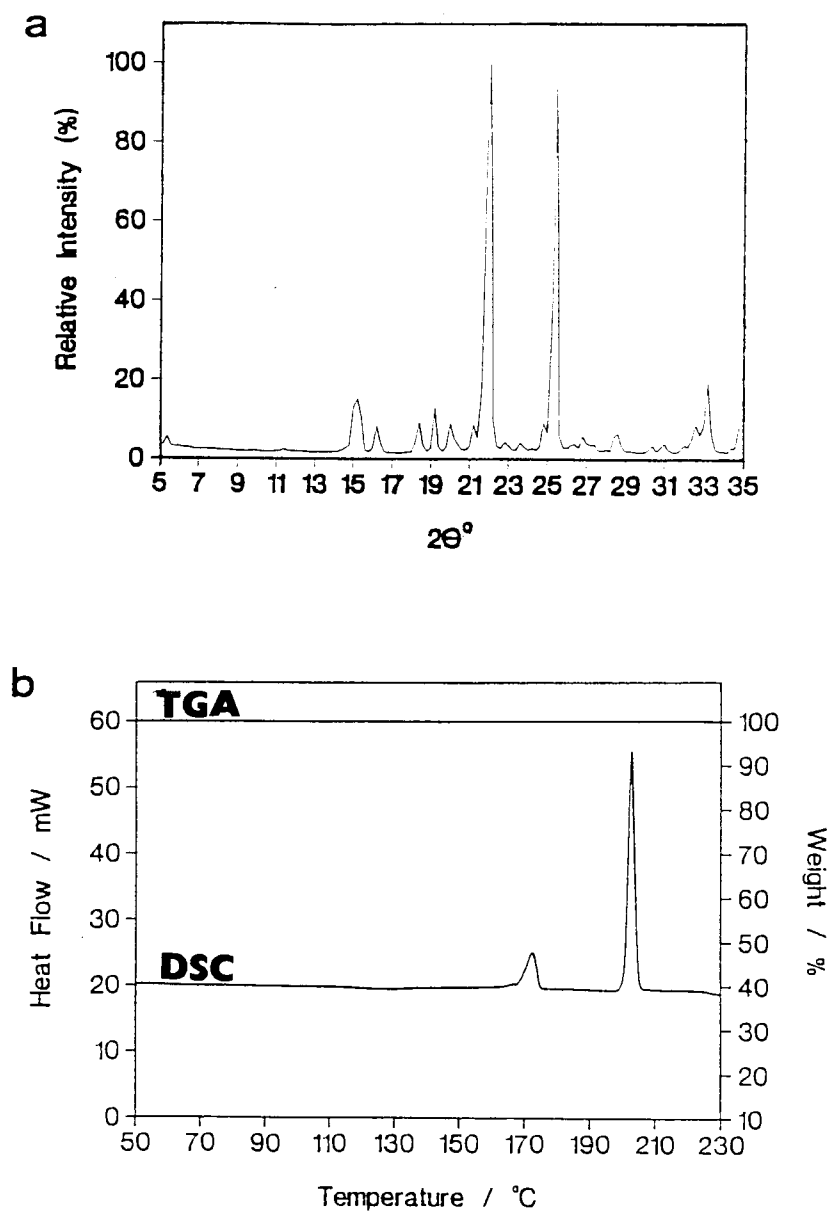 a
Relative Intensity (%)
100
80
60
40
20
0
5 7 9 11 13 15 17 19 21 23 25 27 29 31 33 35
2Θ°
b
TGA
DSC
Heat Flow / mW
60
50
40
30
20
10
0
100
90
80
70
60
50
40
30
20
10
Weight / %
50 70 90 110 130 150 170 190 210 230
Temperature / °C